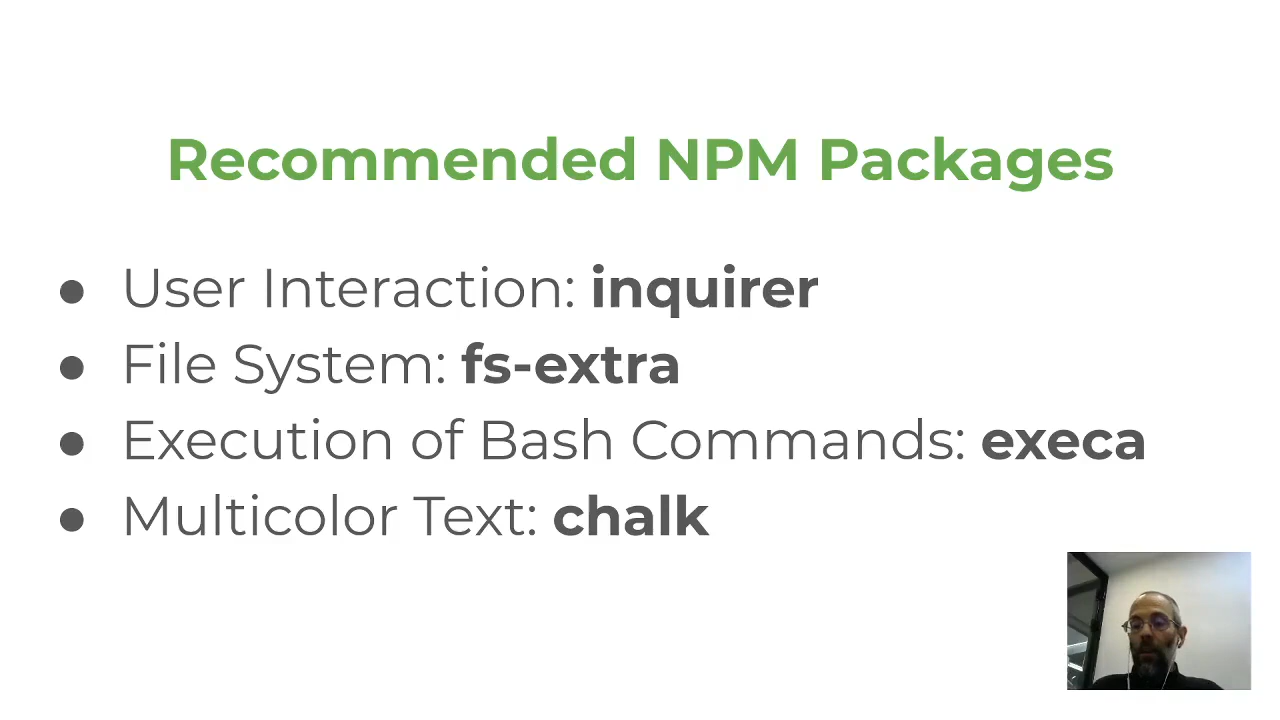 Recommended NPM Packages
● User Interaction: inquirer
● File System: fs-extra
● Execution of Bash Commands: execa
● Multicolor Text: chalk